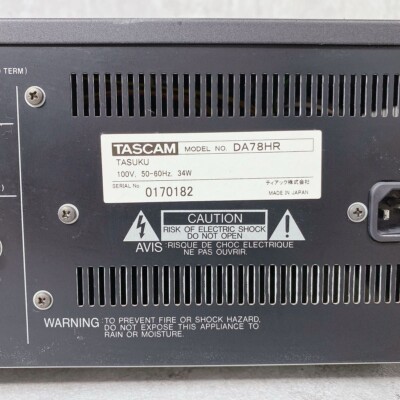 TERM)
TASCAM MODEL NO. DA78HR
TASUKU
100V. 50-60Hz. 34W
ティアック株式会社
SERIAL No. 0170182
MADE IN JAPAN
CAUTION
RISK OF ELECTRIC SHOCK
DO NOT OPEN
AVIS :RISQUE DE CHOC ELECTRIQUE
NE PAS OUVRIR.
WARNING : TO PREVENT FIRE OR SHOCK HAZARD,
DO NOT EXPOSE THIS APPLIANCE TO
RAIN OR MOISTURE.